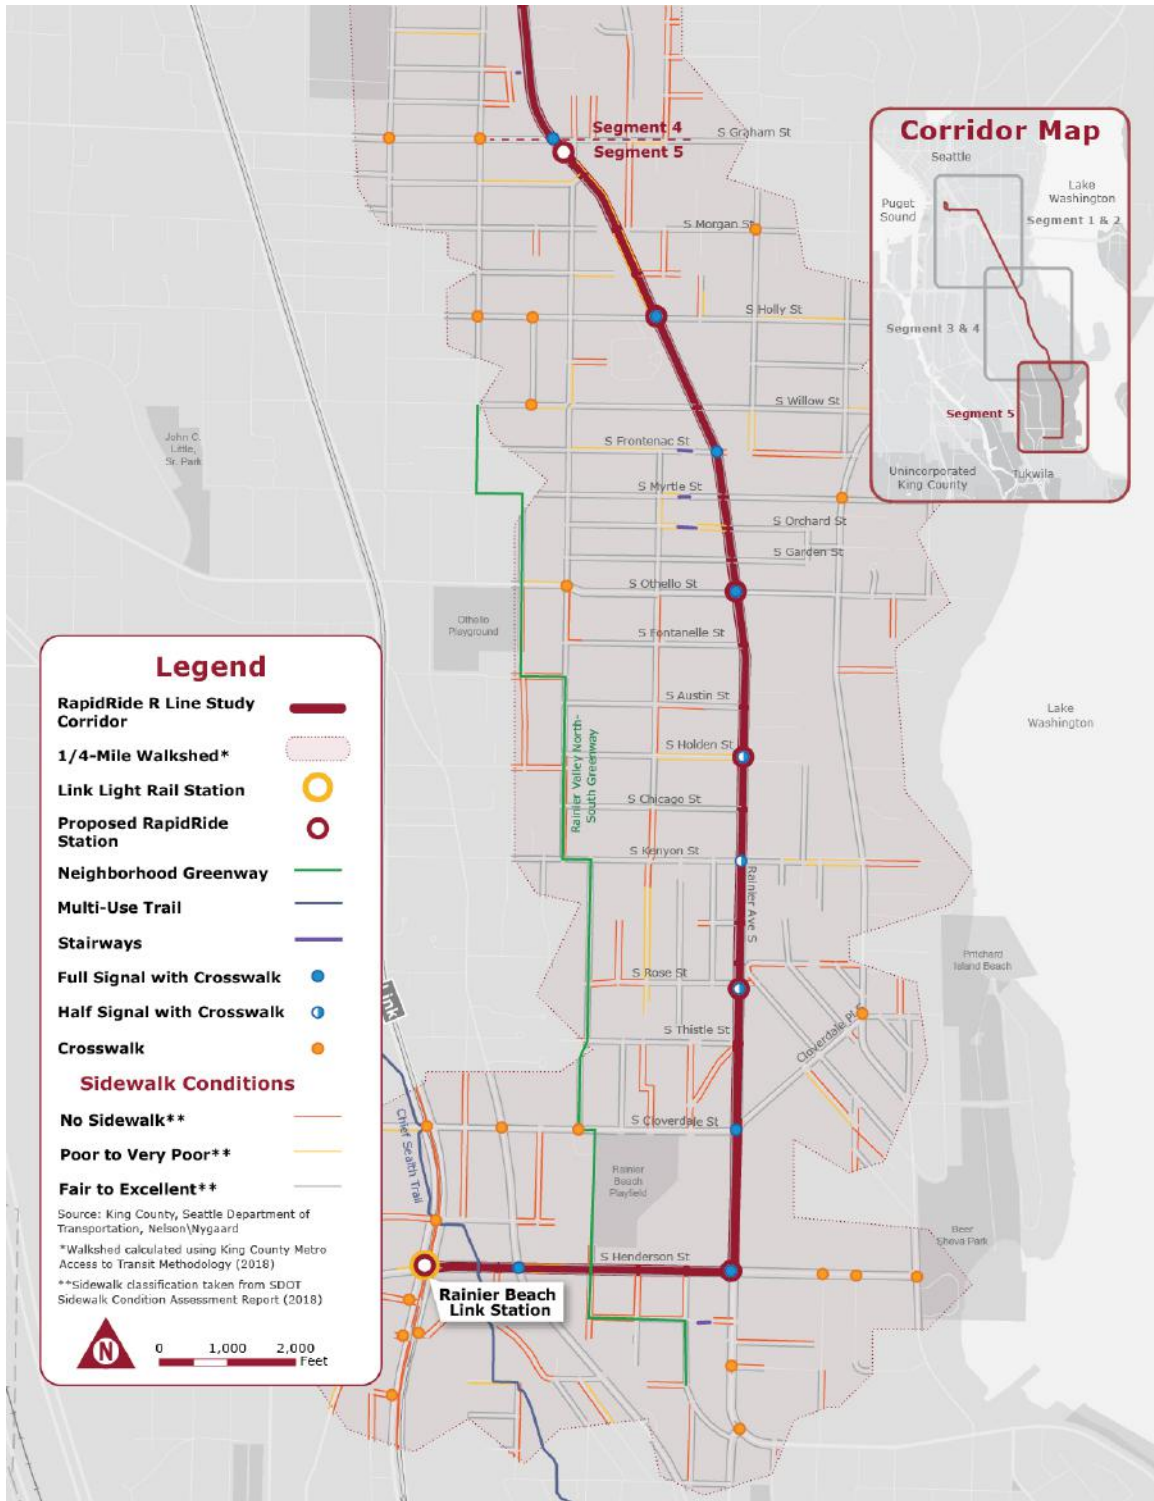 Segment 4
Segment 5
S Graham St
S Morgan St
S Holly St
S Willow St
S Frontenac St
S Myrtle St
S Orchard St
S Garden St
S Othello St
S Fontanelle St
S Austin St
S Holden St
S Chicago St
S Kenyon St
Rainier Ave S
S Rose St
S Thistle St
Cloverdale Pl S
S Cloverdale St
S Henderson St
Rainier Valley North-
South Greenway
Chief Sealth Trail
Link
John C.
Little,
Sr. Park
Othello
Playground
Lake
Washington
Pritchard
Island Beach
Rainier
Beach
Playfield
Beer
Sheva Park
Rainier Beach
Link Station
Corridor Map
Seattle
Lake
Washington
Puget
Sound
Segment 1 & 2
Segment 3 & 4
Segment 5
Unincorporated
King County
Tukwila
Legend
RapidRide R Line Study
Corridor
1/4-Mile Walkshed*
Link Light Rail Station
Proposed RapidRide
Station
Neighborhood Greenway
Multi-Use Trail
Stairways
Full Signal with Crosswalk
Half Signal with Crosswalk
Crosswalk
Sidewalk Conditions
No Sidewalk**
Poor to Very Poor**
Fair to Excellent**
Source: King County, Seattle Department of
Transportation, Nelson\Nygaard
*Walkshed calculated using King County Metro
Access to Transit Methodology (2018)
**Sidewalk classification taken from SDOT
Sidewalk Condition Assessment Report (2018)
N
0 1,000 2,000
Feet